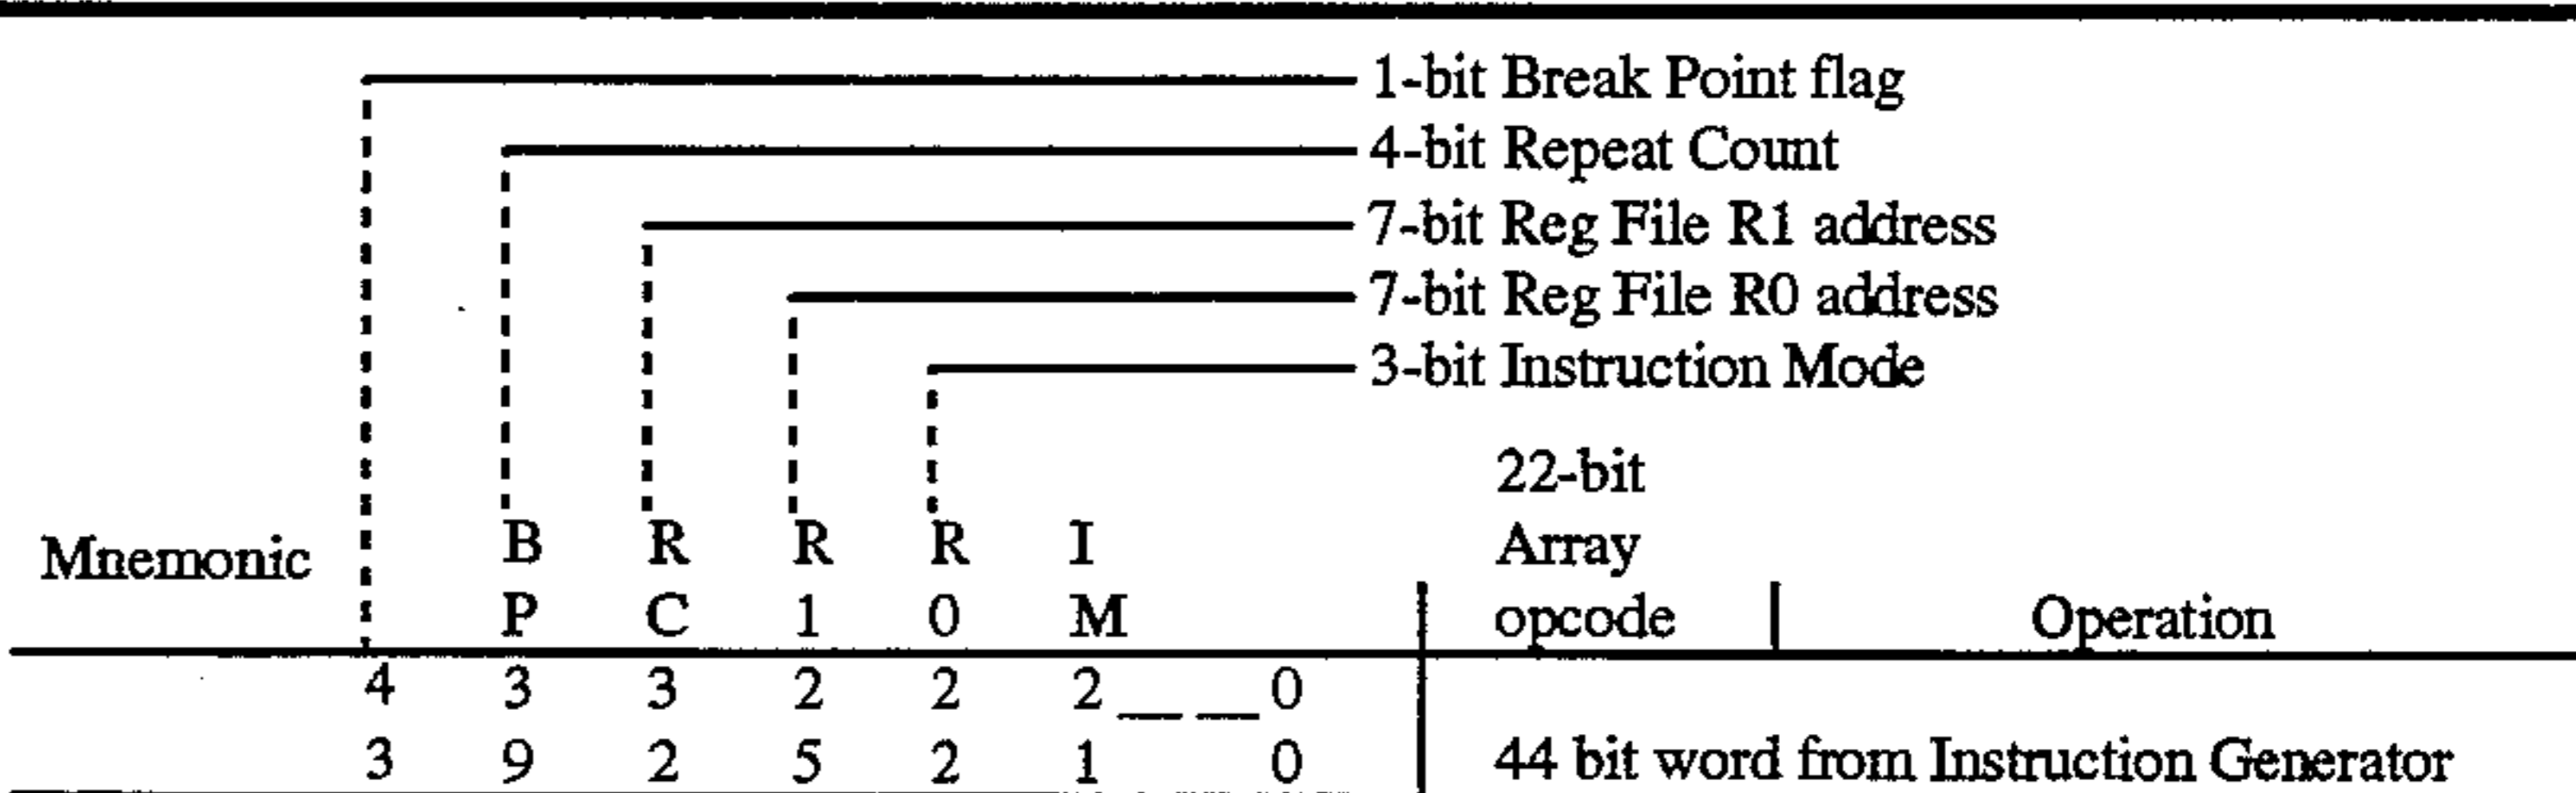 1-bit Break Point flag
4-bit Repeat Count
7-bit Reg File R1 address
7-bit Reg File R0 address
3-bit Instruction Mode
22-bit
Mnemonic B R R R I Array
P C 1 0 M opcode Operation
4 3 3 2 2 2 __ __ 0
3 9 2 5 2 1 0 44 bit word from Instruction Generator